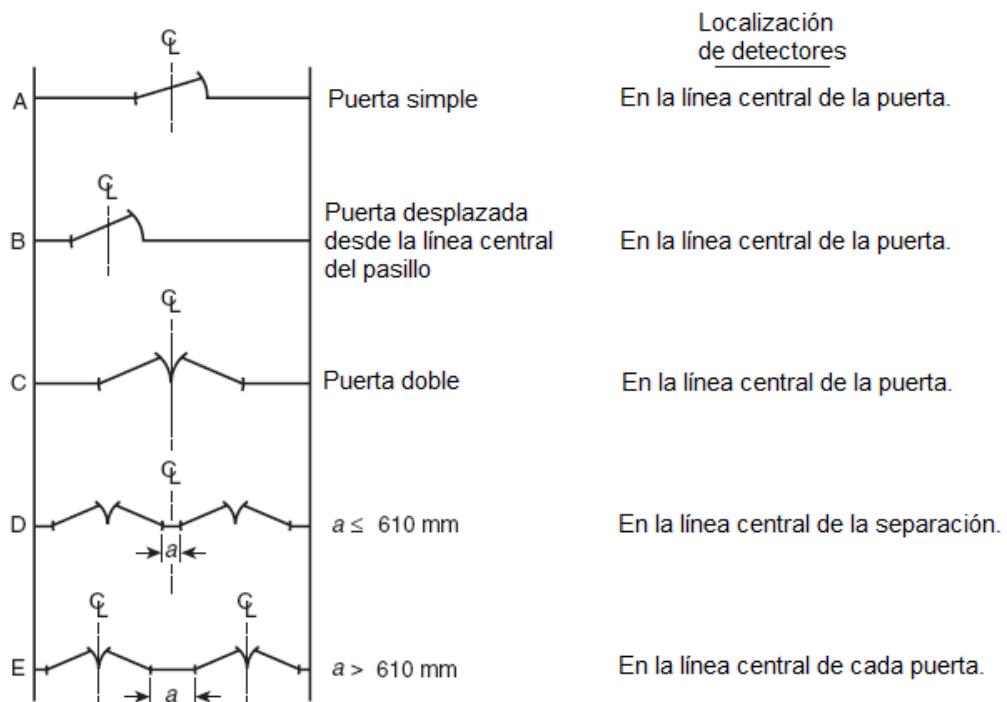 Localización
de detectores
℄
A
Puerta simple
En la línea central de la puerta.
℄
B
Puerta desplazada
desde la línea central
del pasillo
En la línea central de la puerta.
℄
C
Puerta doble
En la línea central de la puerta.
℄
D
a
a ≤ 610 mm
En la línea central de la separación.
℄ ℄
E
a
a > 610 mm
En la línea central de cada puerta.